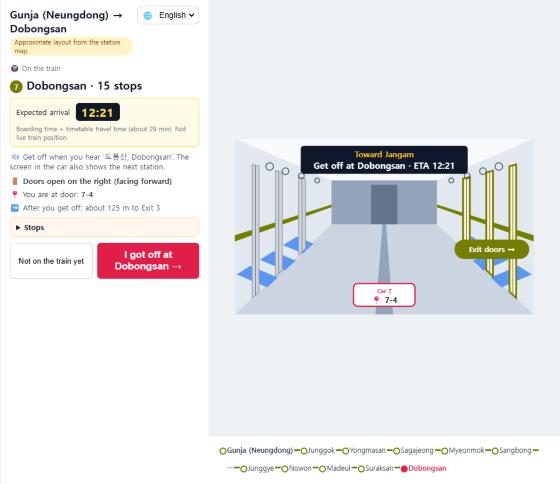 Gunja (Neungdong) →
Dobongsan
English
Approximate layout from the station
map
On the train
7 Dobongsan · 15 stops
Expected arrival 12:21
Boarding time + timetable travel time (about 29 min). Not
live train position.
Get off when you hear '도봉산, Dobongsan'. The
screen in the car also shows the next station.
Doors open on the right (facing forward)
You are at door: 7-4
After you get off: about 125 m to Exit 3
▶ Stops
Not on the train yet
I got off at
Dobongsan →
Toward Jangam
Get off at Dobongsan · ETA 12:21
Exit doors →
Car 7
7-4
Gunja (Neungdong) Junggok Yongmasan Sagajeong Myeonmok Sangbong
··· Junggye Nowon Madeul Suraksan Dobongsan